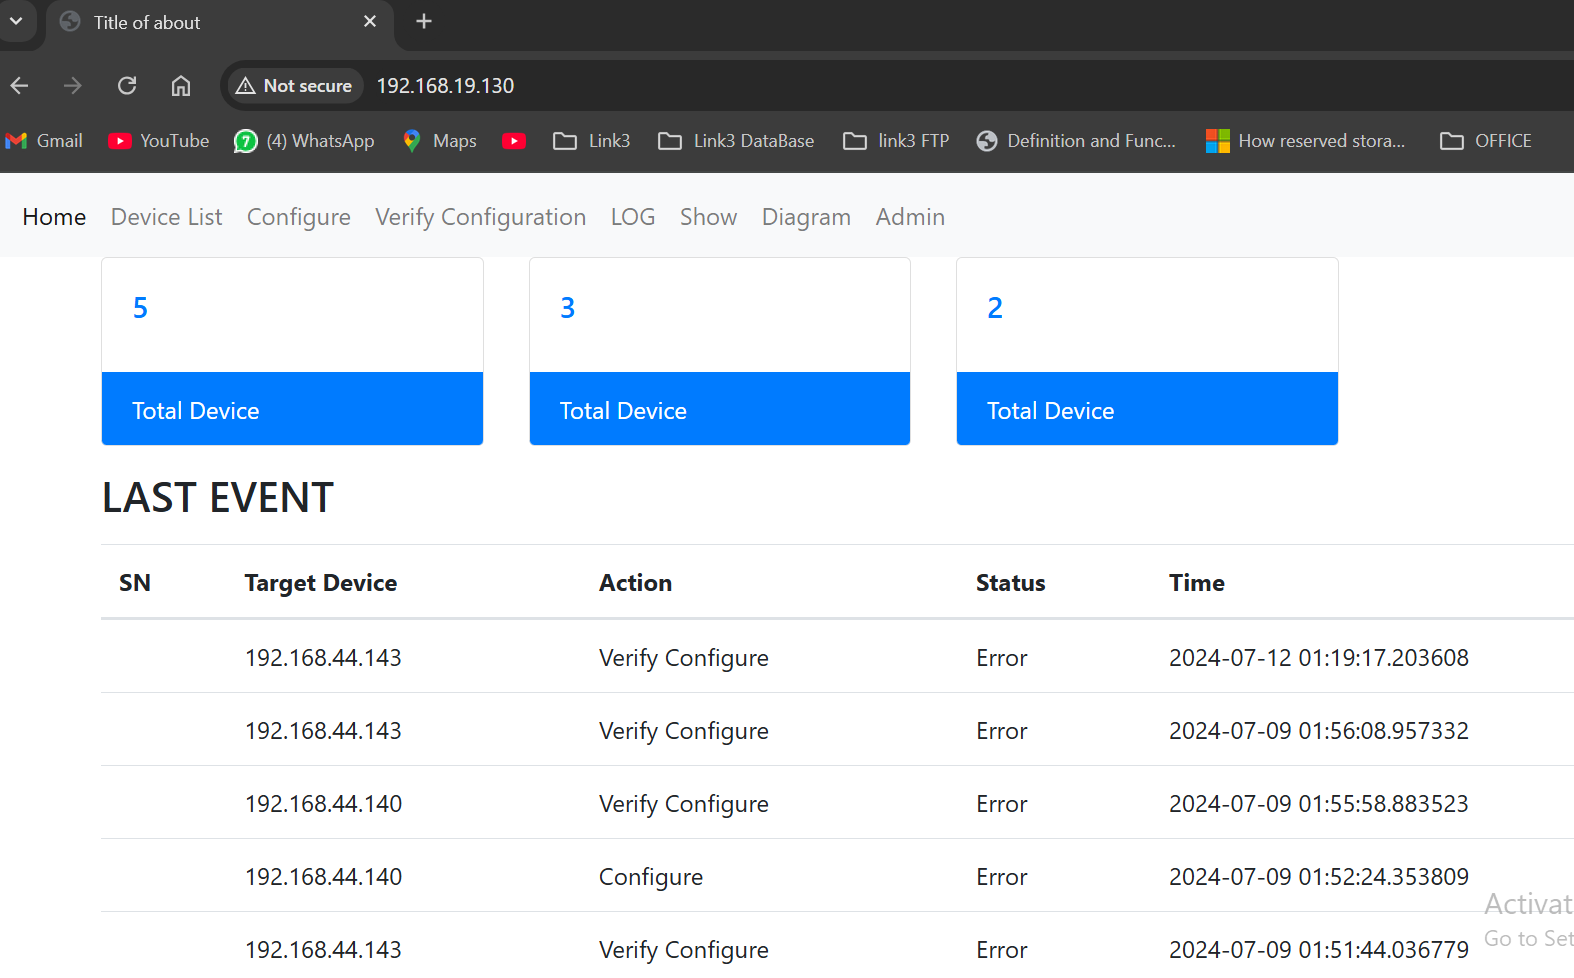 Title of about
Not secure 192.168.19.130
Gmail YouTube 7 (4) WhatsApp Maps Link3 Link3 DataBase link3 FTP Definition and Func... How reserved stora... OFFICE
Home Device List Configure Verify Configuration LOG Show Diagram Admin
5 3 2
Total Device Total Device Total Device
LAST EVENT
SN Target Device Action Status Time
192.168.44.143 Verify Configure Error 2024-07-12 01:19:17.203608
192.168.44.143 Verify Configure Error 2024-07-09 01:56:08.957332
192.168.44.140 Verify Configure Error 2024-07-09 01:55:58.883523
192.168.44.140 Configure Error 2024-07-09 01:52:24.353809
Activat
Go to Set
192.168.44.143 Verify Configure Error 2024-07-09 01:51:44.036779